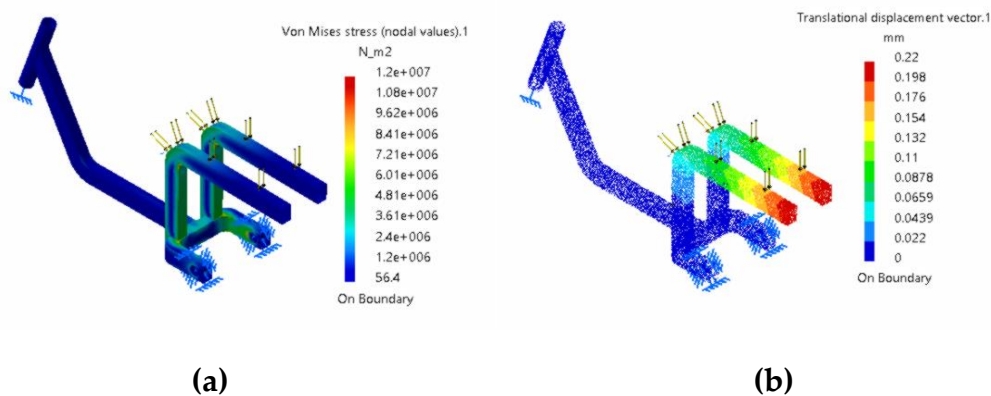 Von Mises stress (nodal values).1
N_m2
1.2e+007
1.08e+007
9.62e+006
8.41e+006
7.21e+006
6.01e+006
4.81e+006
3.61e+006
2.4e+006
1.2e+006
56.4
On Boundary
Translational displacement vector.1
mm
0.22
0.198
0.176
0.154
0.132
0.11
0.0878
0.0659
0.0439
0.022
0
On Boundary
(a)
(b)